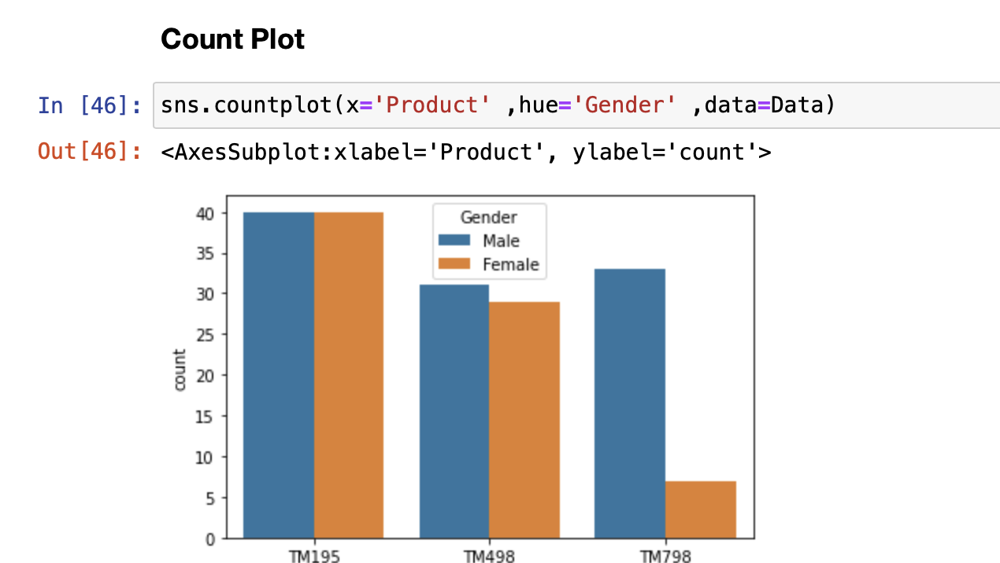 Count Plot
In [46]: sns.countplot(x='Product' ,hue='Gender' ,data=Data)
Out[46]: <AxesSubplot:xlabel='Product', ylabel='count'>
Gender
Male
Female
40
35
30
25
20
15
10
5
0
count
TM195 TM498 TM798